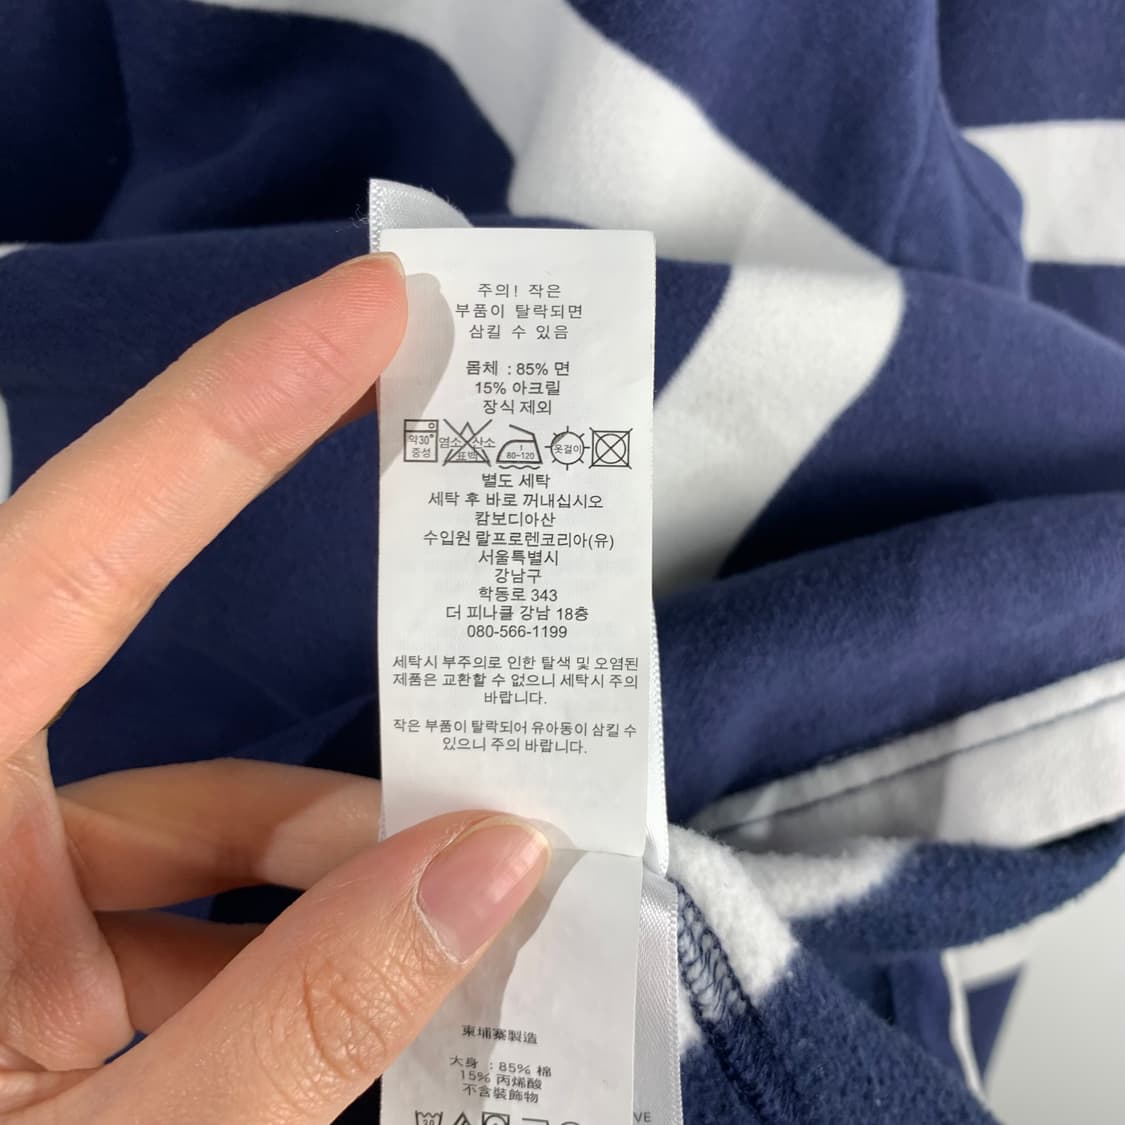 주의! 작은
부품이 탈락되면
삼킬 수 있음
몸체 : 85% 면
15% 아크릴
장식 제외
약30°
중성
염소 산소
표백
1
80~120
옷걸이
별도 세탁
세탁 후 바로 꺼내십시오
캄보디아산
수입원 랄프로렌코리아(유)
서울특별시
강남구
학동로 343
더 피나클 강남 18층
080-566-1199
세탁시 부주의로 인한 탈색 및 오염된
제품은 교환할 수 없으니 세탁시 주의
바랍니다.
작은 부품이 탈락되어 유아동이 삼킬 수
있으니 주의 바랍니다.
柬埔寨製造
大身 : 85% 棉
15% 丙烯酸
不含裝飾物
VE